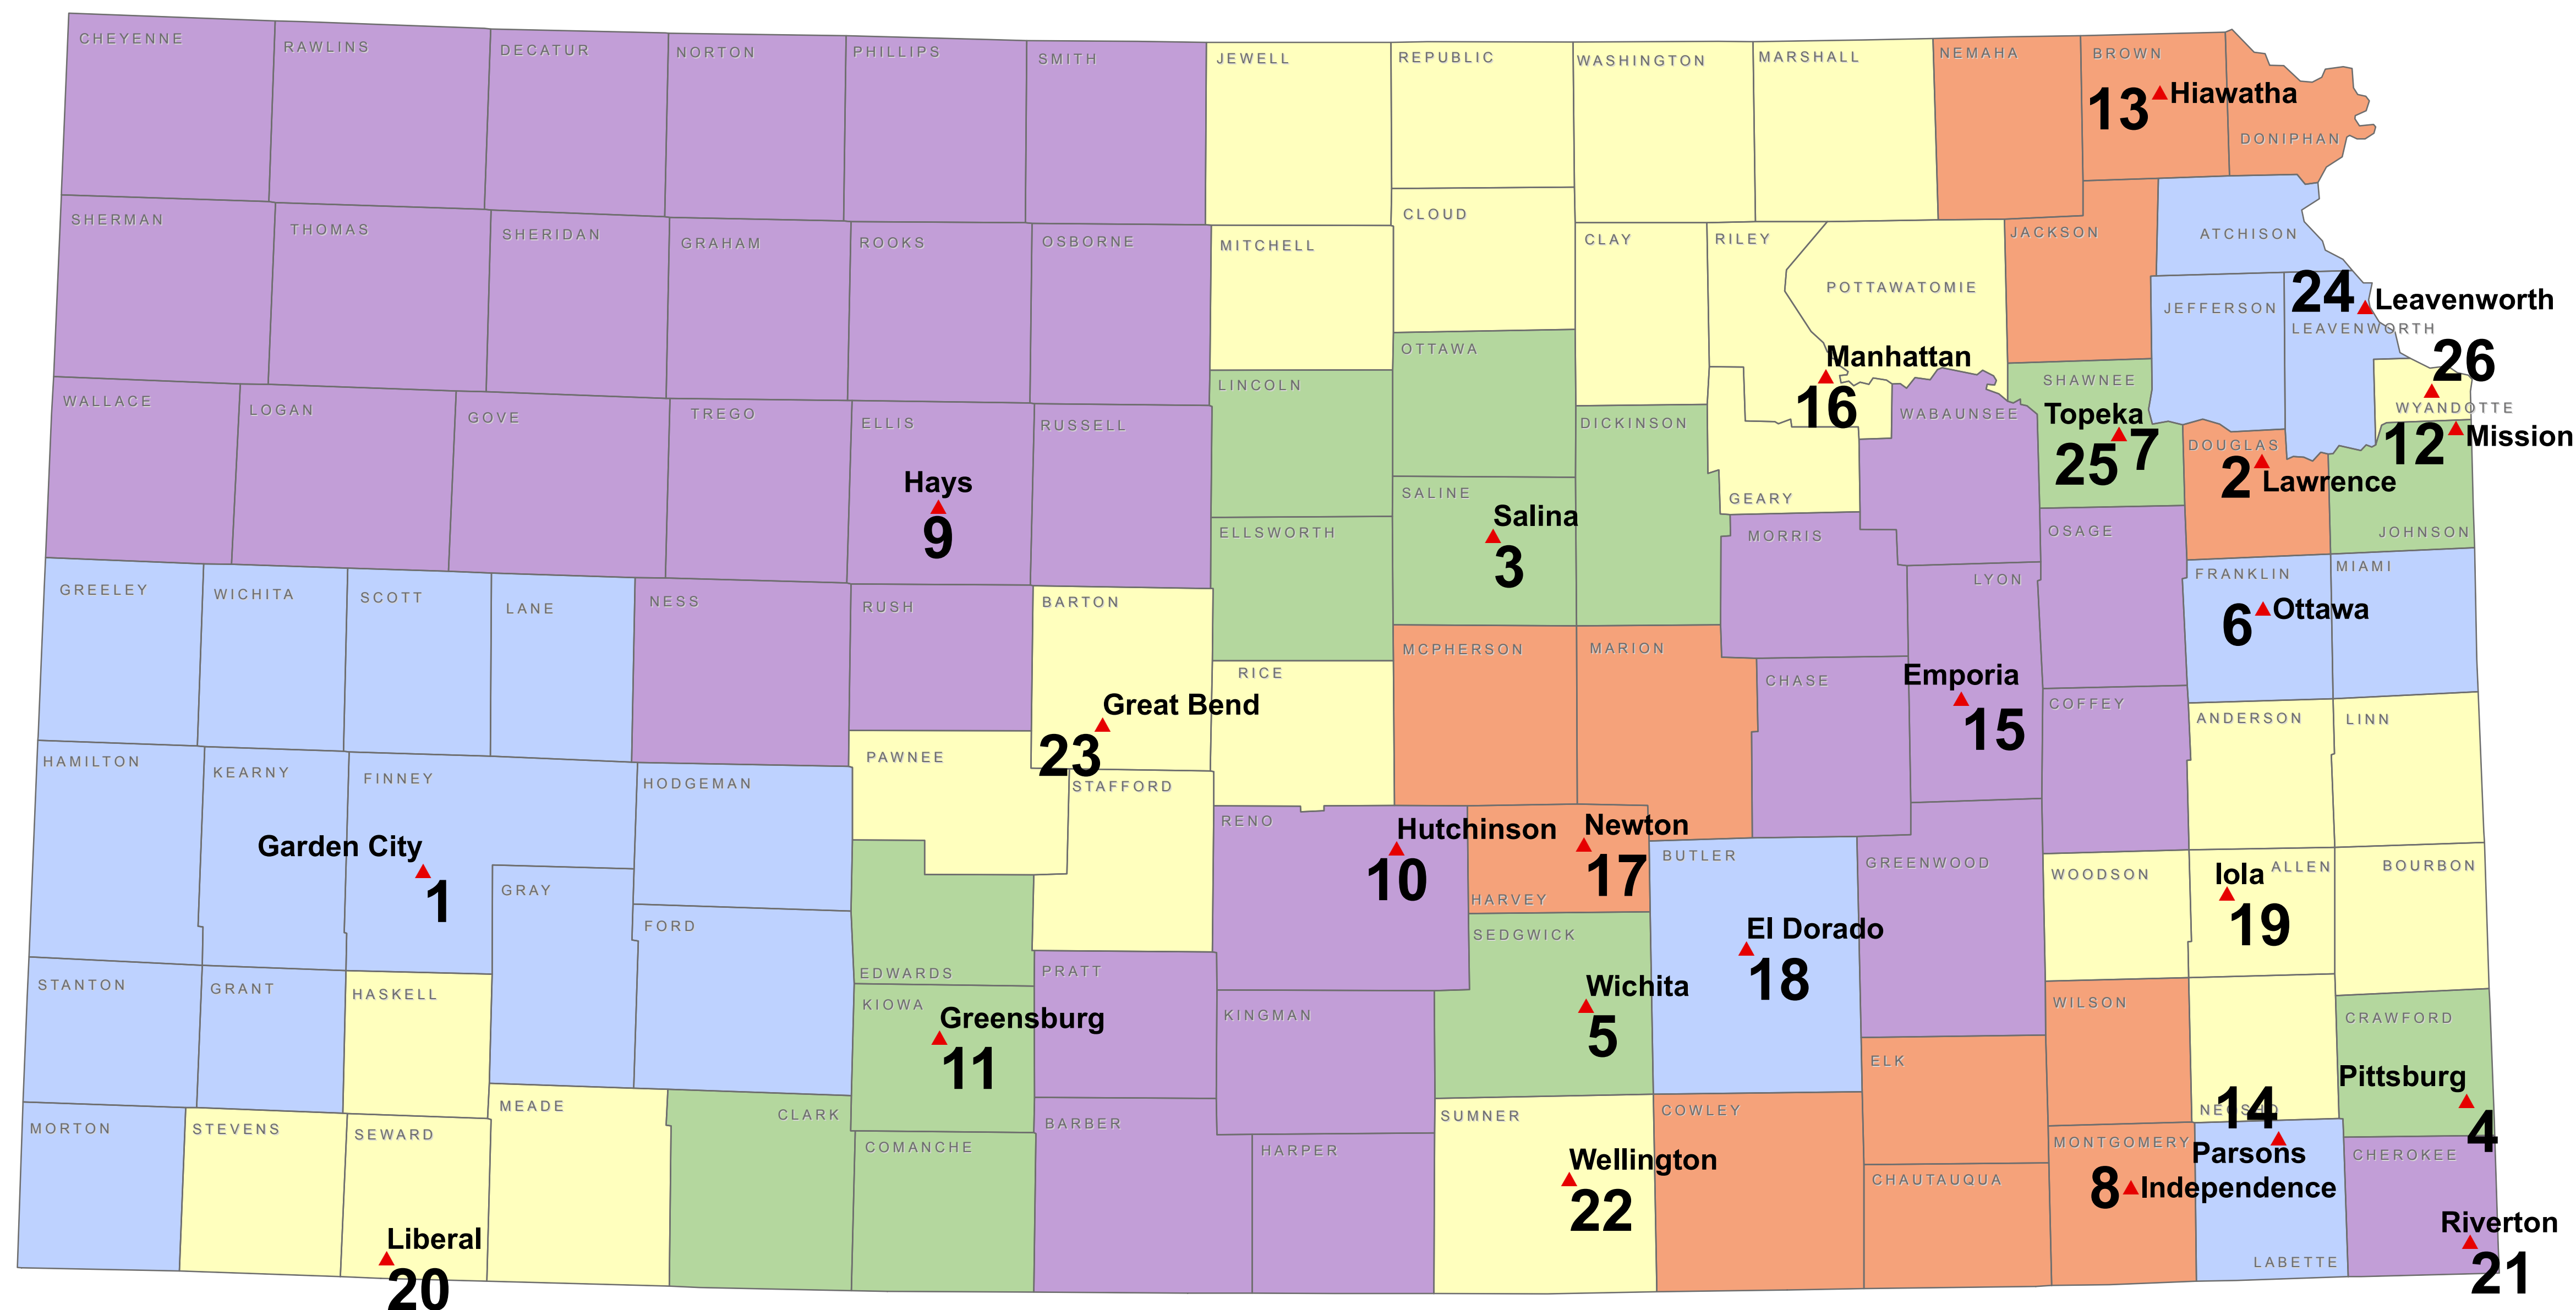 CHEYENNE
RAWLINS
DECATUR
NORTON
PHILLIPS
SMITH
JEWELL
REPUBLIC
WASHINGTON
MARSHALL
NEMAHA
BROWN
13 Hiawatha
DONIPHAN
SHERMAN
THOMAS
SHERIDAN
GRAHAM
ROOKS
OSBORNE
MITCHELL
CLOUD
CLAY
RILEY
POTTAWATOMIE
JACKSON
ATCHISON
JEFFERSON
24 Leavenworth
LEAVENWORTH
26
WYANDOTTE
OTTAWA
LINCOLN
Manhattan
16
WABAUNSEE
SHAWNEE
Topeka
25 7
DOUGLAS
2 Lawrence
12 Mission
JOHNSON
WALLACE
LOGAN
GOVE
TREGO
ELLIS
Hays
9
RUSSELL
ELLSWORTH
SALINE
Salina
3
DICKINSON
GEARY
MORRIS
LYON
OSAGE
FRANKLIN
MIAMI
6 Ottawa
GREELEY
WICHITA
SCOTT
LANE
NESS
RUSH
BARTON
Great Bend
23
RICE
MCPHERSON
MARION
CHASE
Emporia
15
COFFEY
ANDERSON
LINN
HAMILTON
KEARNY
FINNEY
Garden City
1
HODGEMAN
PAWNEE
STAFFORD
RENO
Hutchinson
10
Newton
17
HARVEY
BUTLER
El Dorado
18
GREENWOOD
WOODSON
Iola
ALLEN
19
BOURBON
GRAY
FORD
EDWARDS
STANTON
GRANT
HASKELL
KIOWA
Greensburg
11
PRATT
KINGMAN
SEDGWICK
Wichita
5
ELK
WILSON
NEOSHO
14
Parsons
CRAWFORD
Pittsburg
4
MORTON
STEVENS
SEWARD
Liberal
20
MEADE
CLARK
COMANCHE
BARBER
HARPER
SUMNER
Wellington
22
COWLEY
CHAUTAUQUA
MONTGOMERY
8 Independence
LABETTE
CHEROKEE
Riverton
21